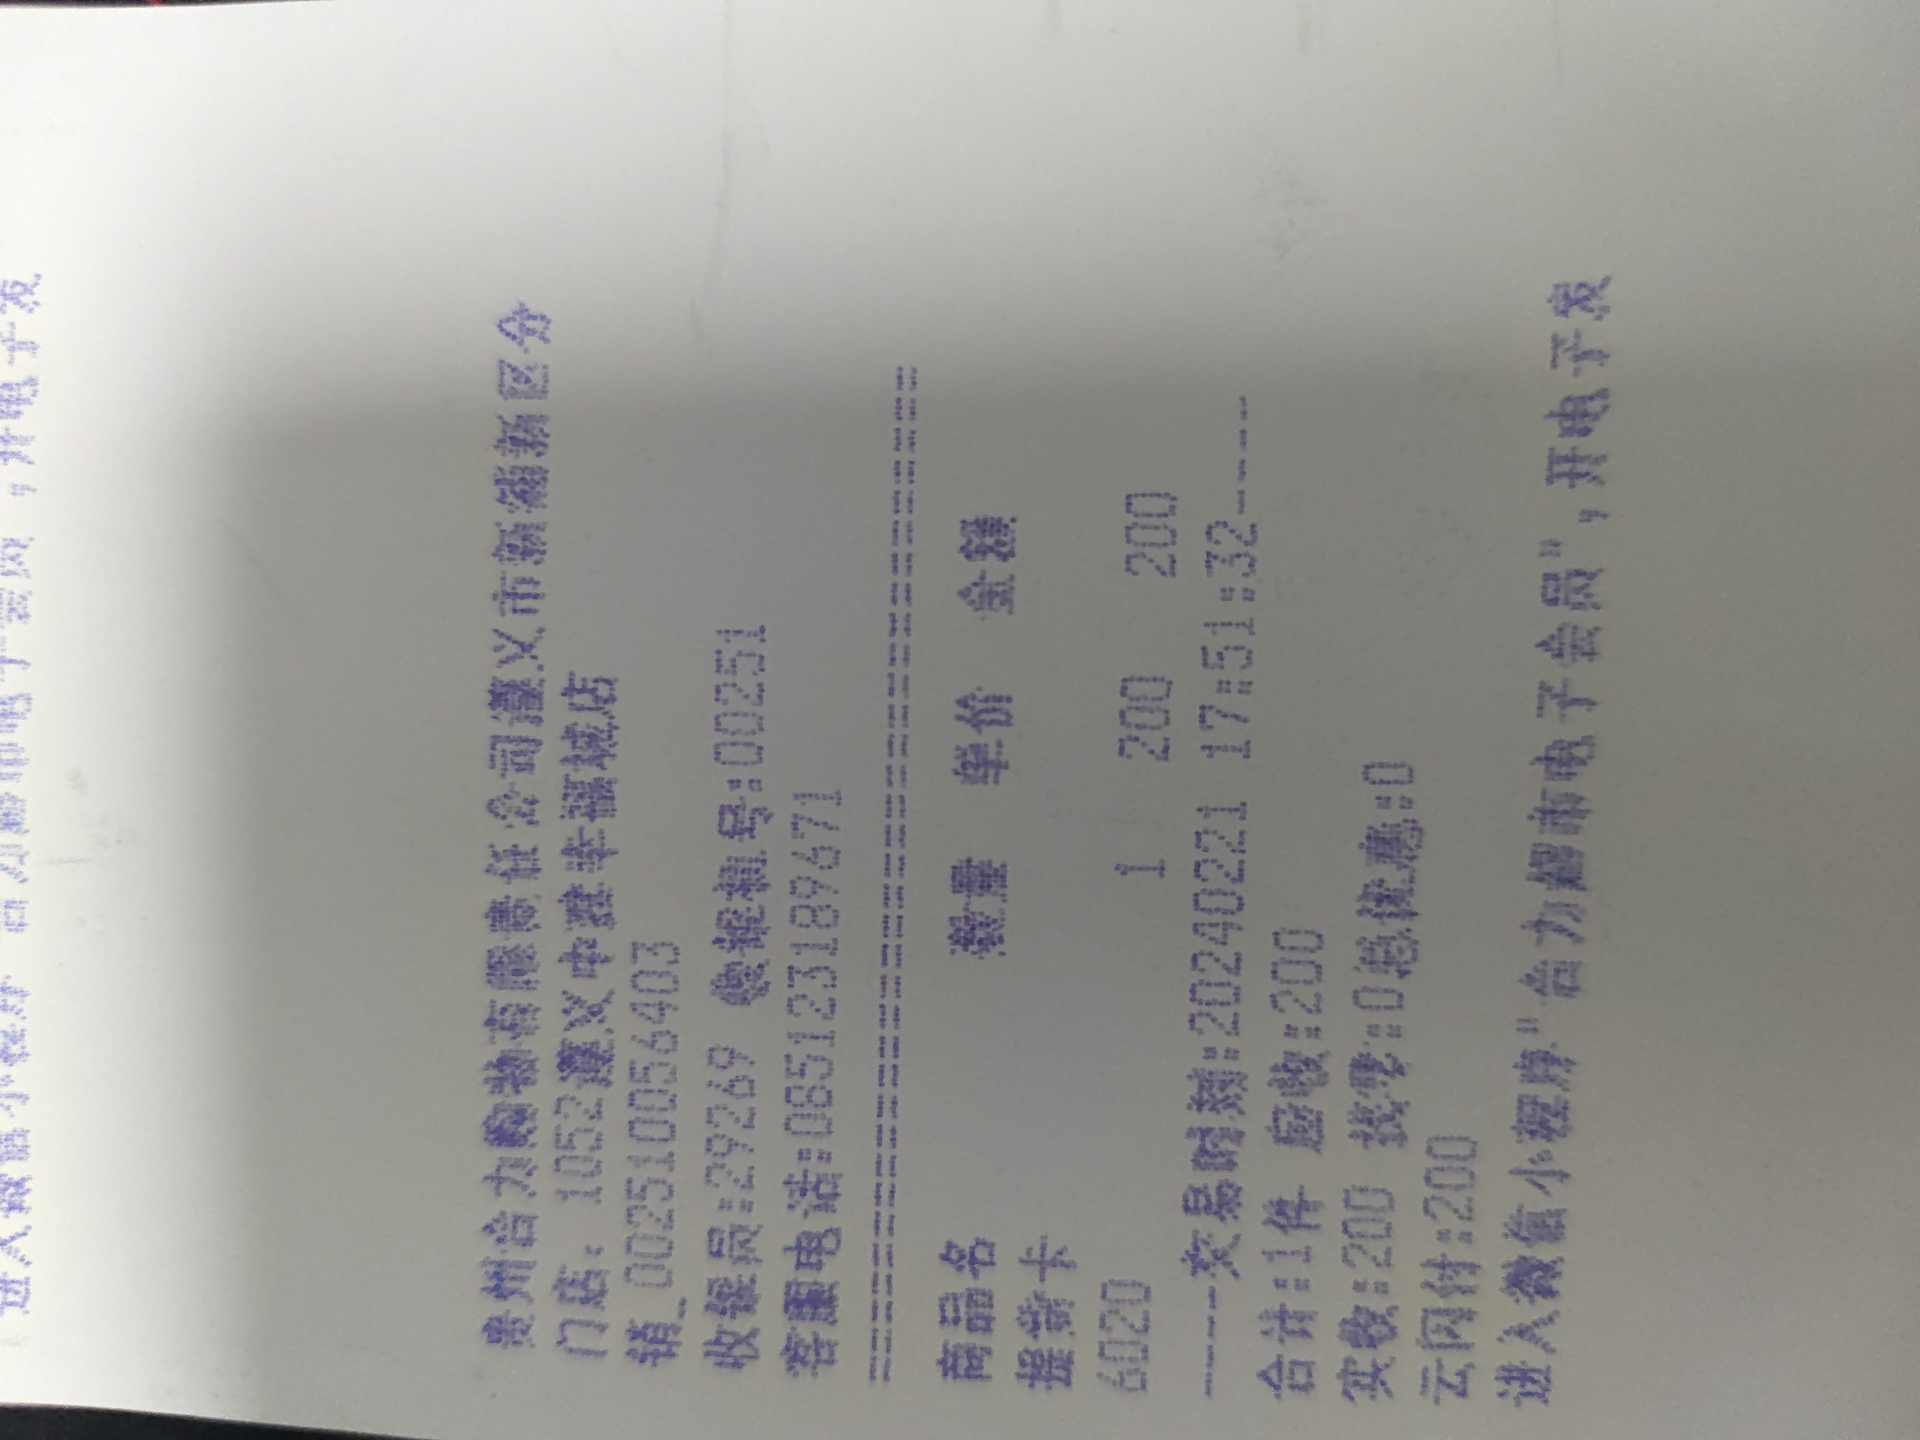 贵州合力购物有限责任公司遵义市新蒲新区分
门店: 1052遵义中建幸福城店
销_002510056403
收银员:29269 收银机号:00251
客服电话:085123189671
商品名 数量 单价 金额
提货卡
6020 1 200 200
----交易时刻:20240221 17:51:32----
合计:1件 应收:200
实收:200 找零:0总优惠:0
云网付:200
进入微信小程序"合力超市电子会员",开电子发